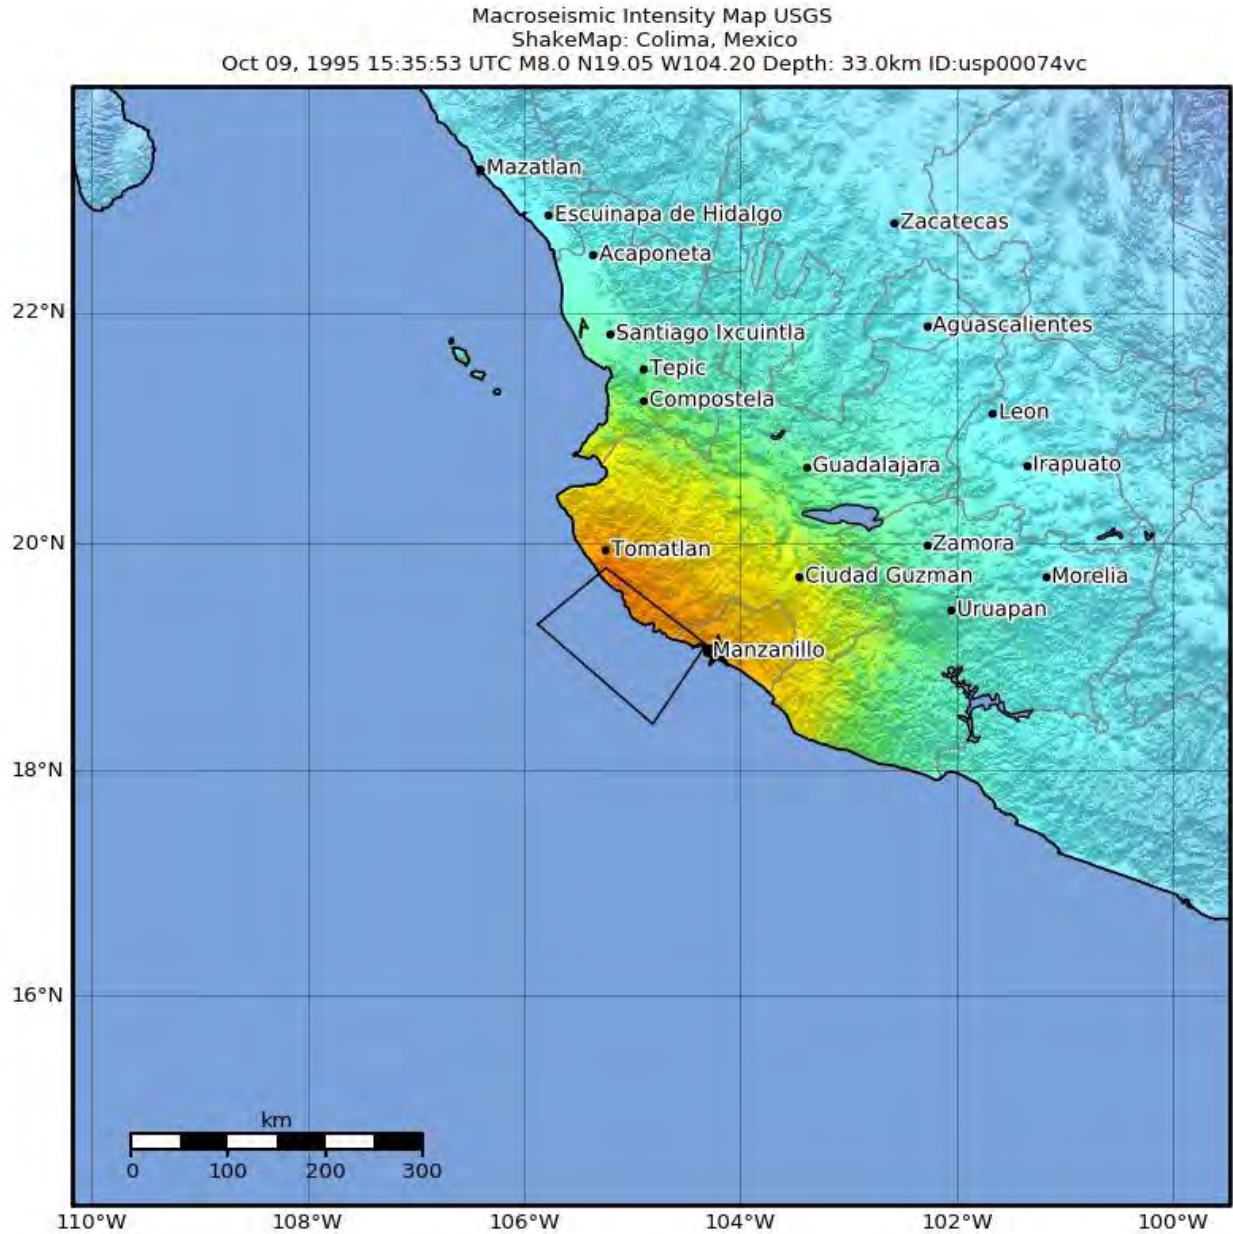 Macroseismic Intensity Map USGS
ShakeMap: Colima, Mexico
Oct 09, 1995 15:35:53 UTC M8.0 N19.05 W104.20 Depth: 33.0km ID:usp00074vc
Mazatlan
Escuinapa de Hidalgo
Zacatecas
Acaponeta
22°N
Aguascalientes
Santiago Ixcuintla
Tepic
Compostela
Leon
Guadalajara
Irapuato
20°N
Tomatlan
Zamora
Ciudad Guzman
Morelia
Uruapan
Manzanillo
18°N
16°N
km
0 100 200 300
110°W 108°W 106°W 104°W 102°W 100°W